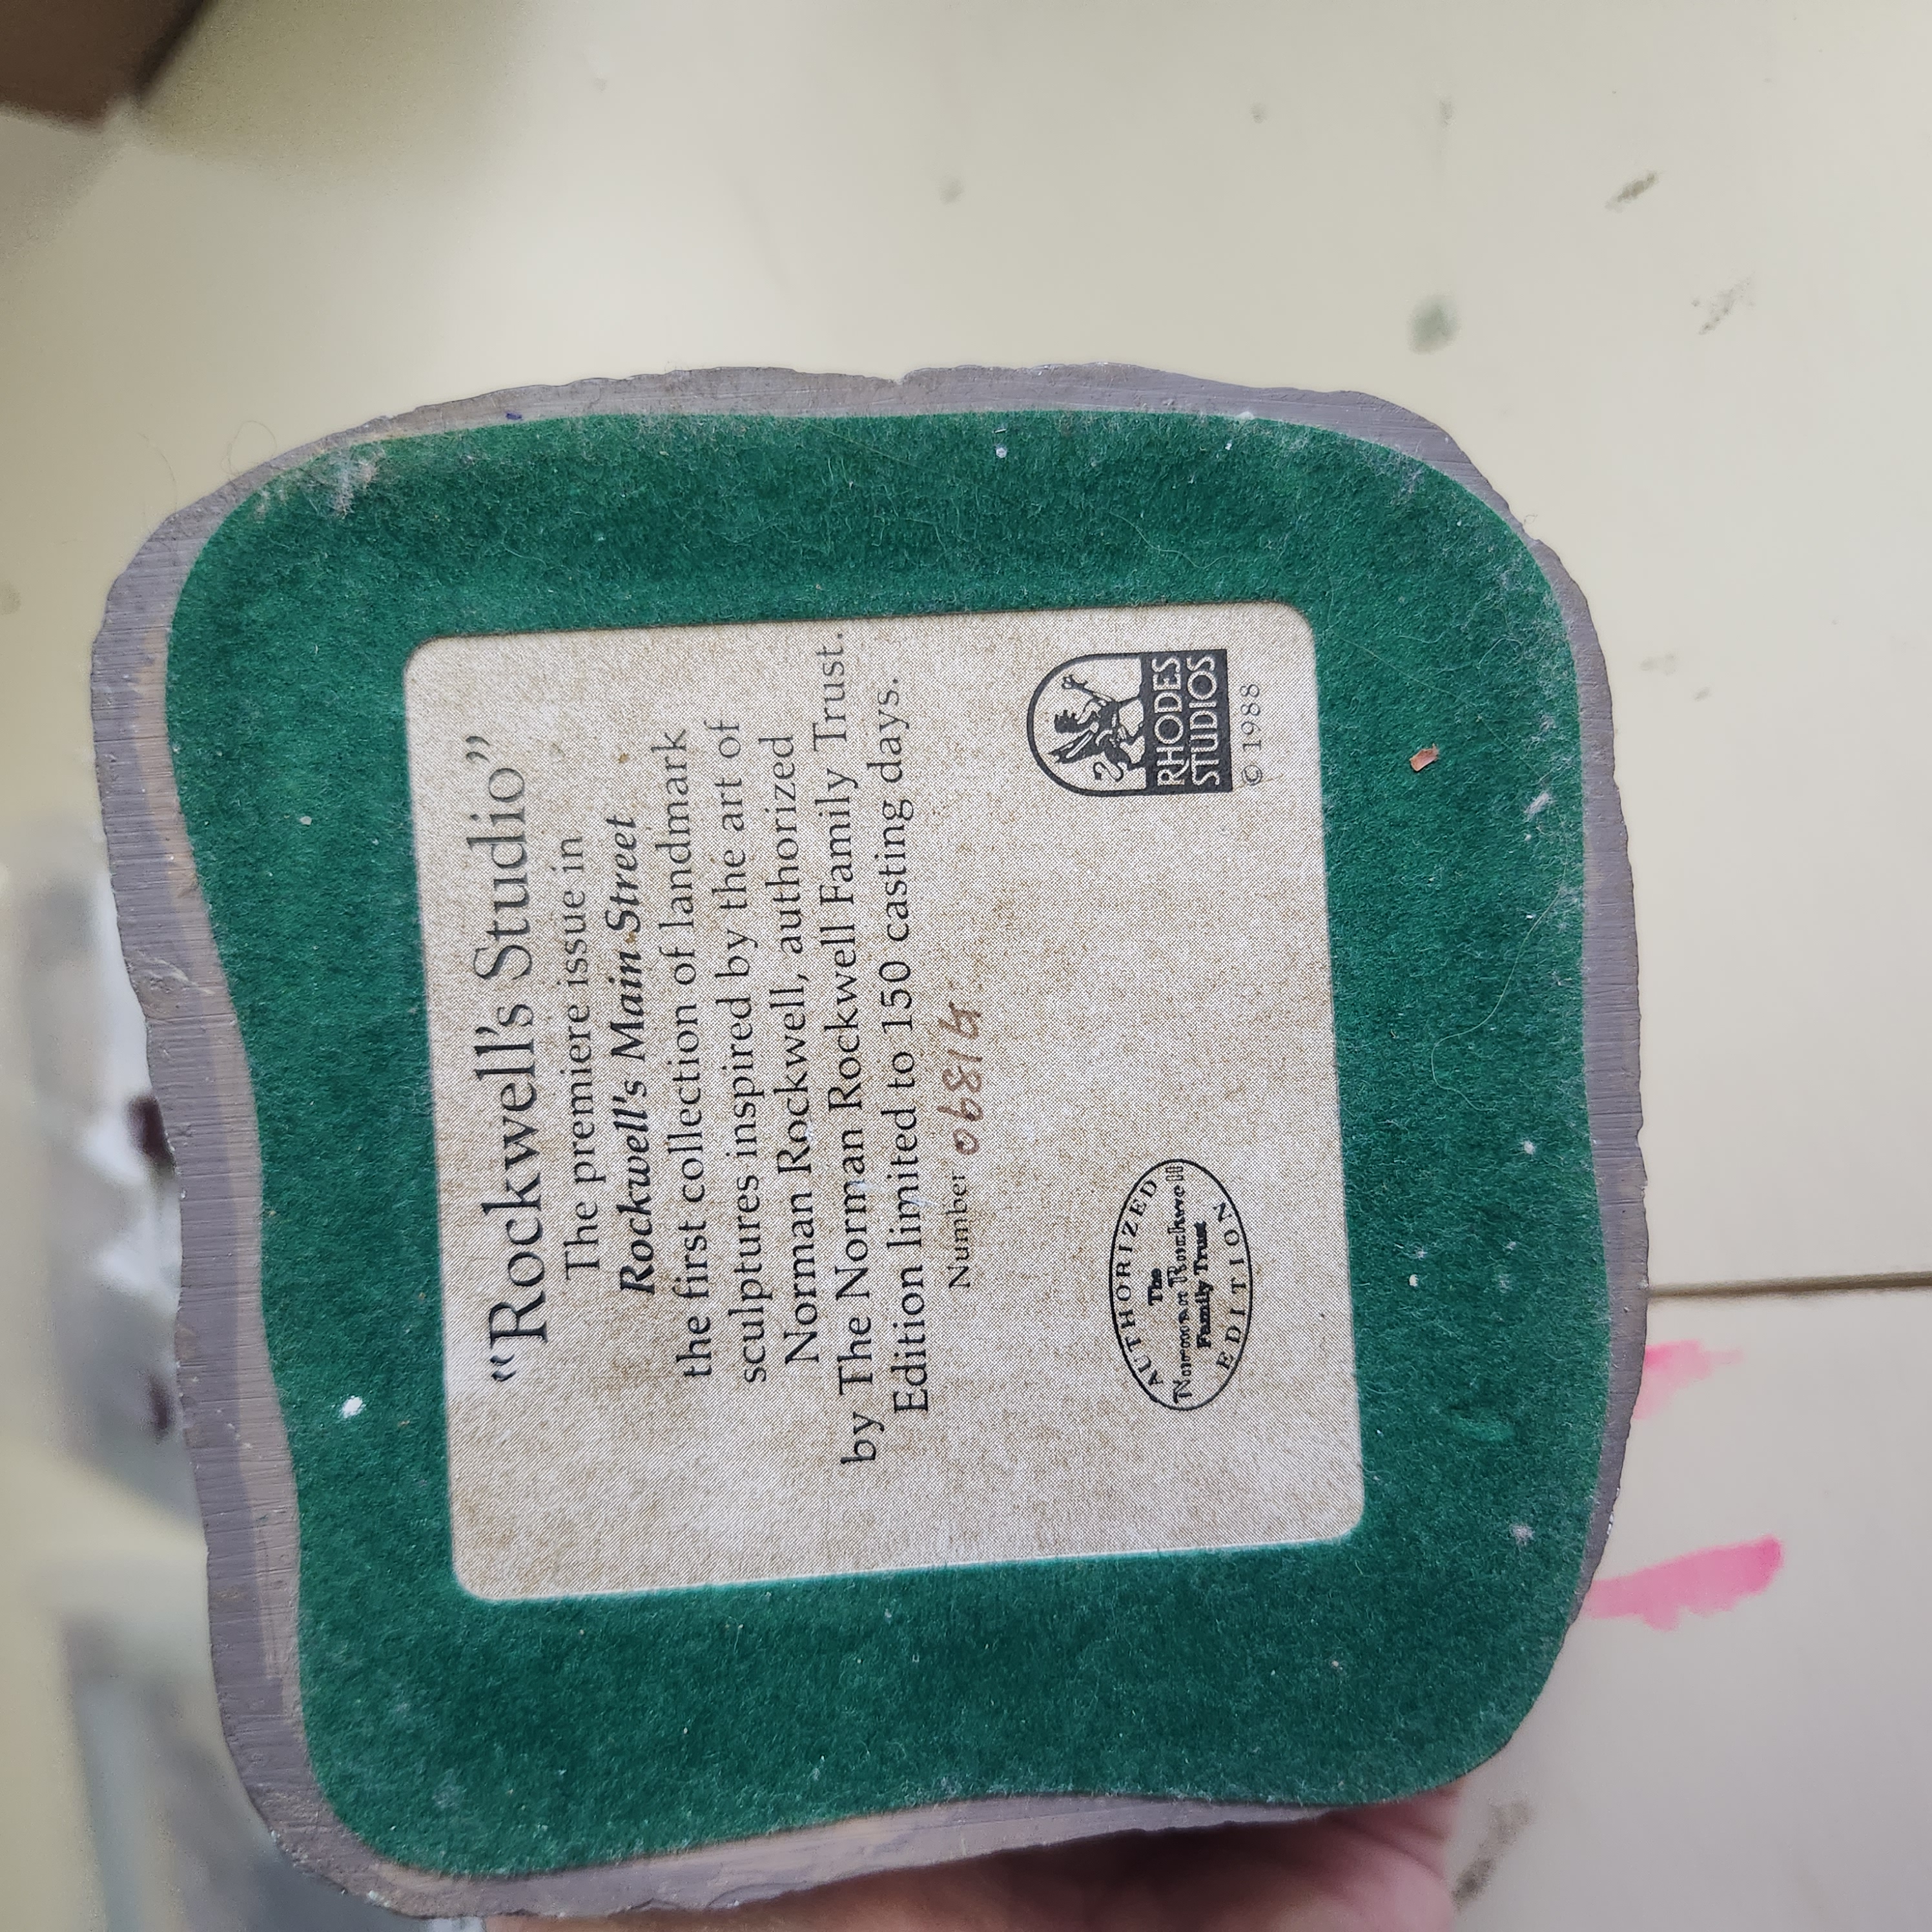 "Rockwell's Studio"
The premiere issue in
Rockwell's Main Street
the first collection of landmark
sculptures inspired by the art of
Norman Rockwell, authorized
by The Norman Rockwell Family Trust.
Edition limited to 150 casting days.
Number
AUTHORIZED
The
Norman Rockwell
Family Trust
EDITION
RHODES
STUDIOS
© 1988